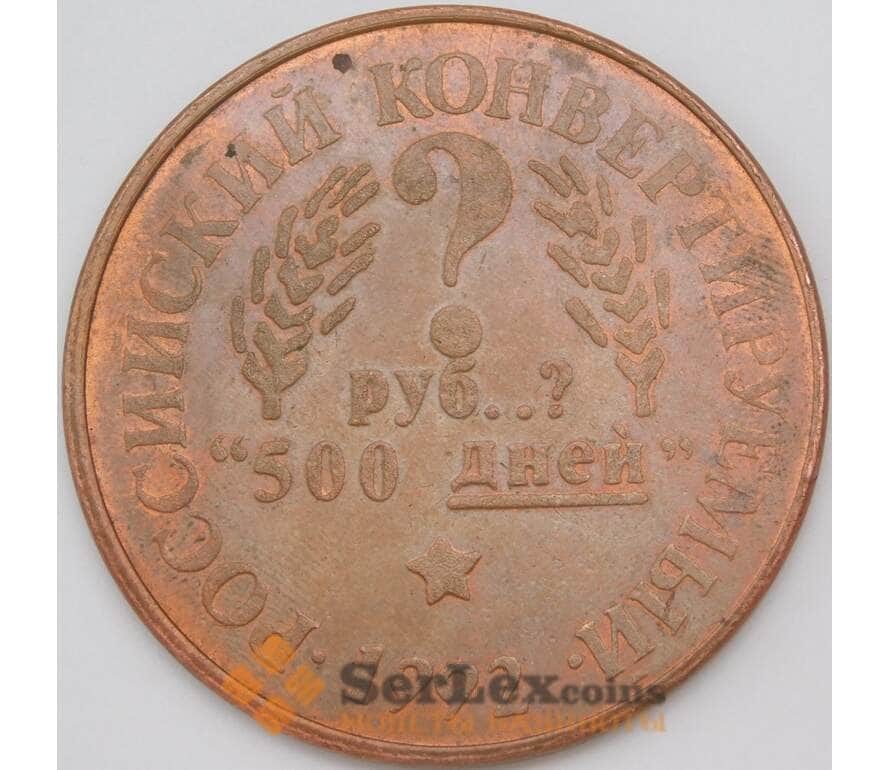 РОССИЙСКИЙ КОНВЕРТИРУЕМЫЙ
?
руб...?
"500 дней"
· 1992 ·
SerLexcoins